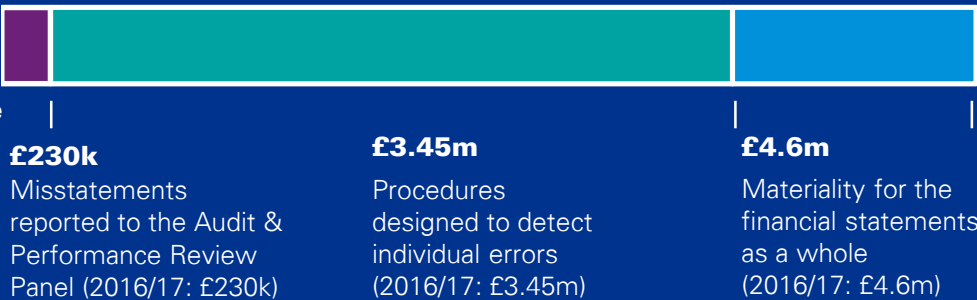 £230k
Misstatements
reported to the Audit &
Performance Review
Panel (2016/17: £230k)
£3.45m
Procedures
designed to detect
individual errors
(2016/17: £3.45m)
£4.6m
Materiality for the
financial statements
as a whole
(2016/17: £4.6m)